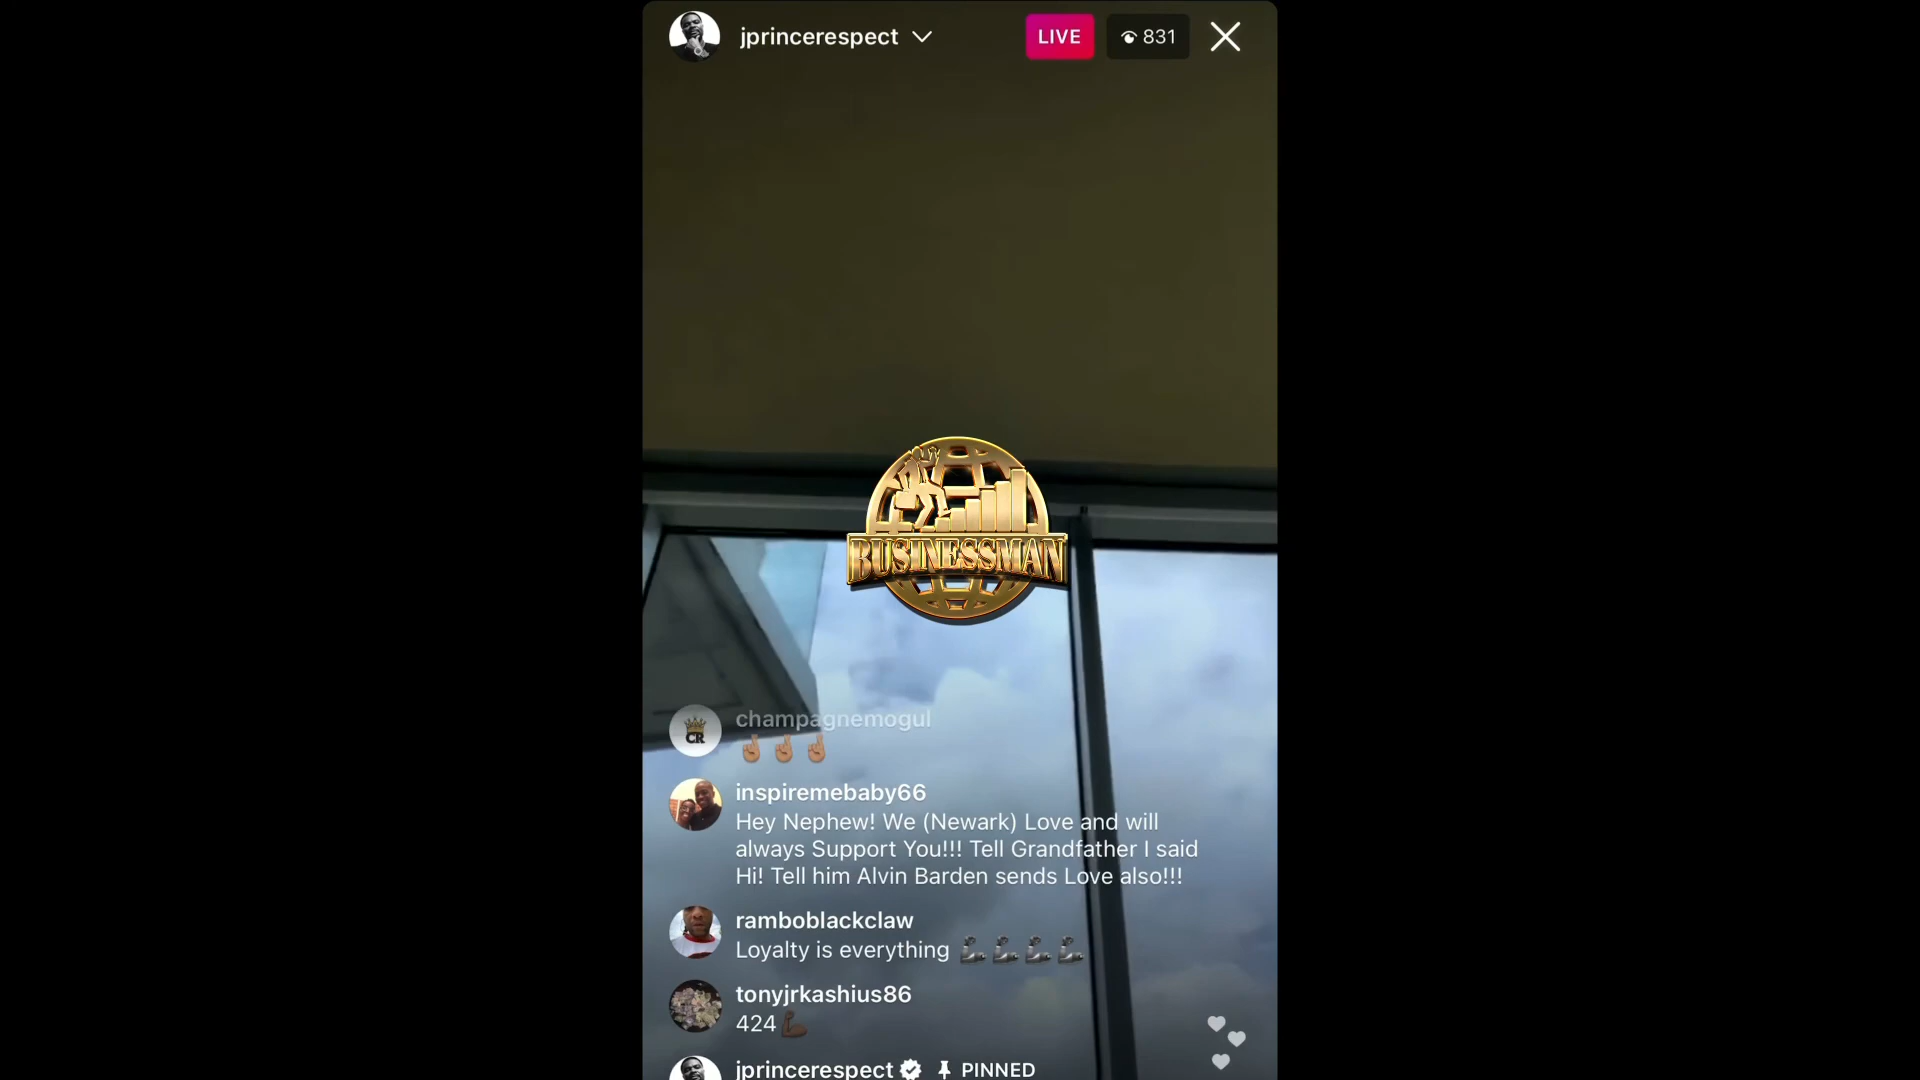 jprincerespect
LIVE
831
BUSINESSMAN
champagnemogul
CR
🤞🏽🤞🏽🤞🏽
inspiremebaby66
Hey Nephew! We (Newark) Love and will
always Support You!!! Tell Grandfather I said
Hi! Tell him Alvin Barden sends Love also!!!
ramboblackclaw
Loyalty is everything 🦾🦾🦾🦾
tonyjrkashius86
424💪🏿
jprincerespect PINNED